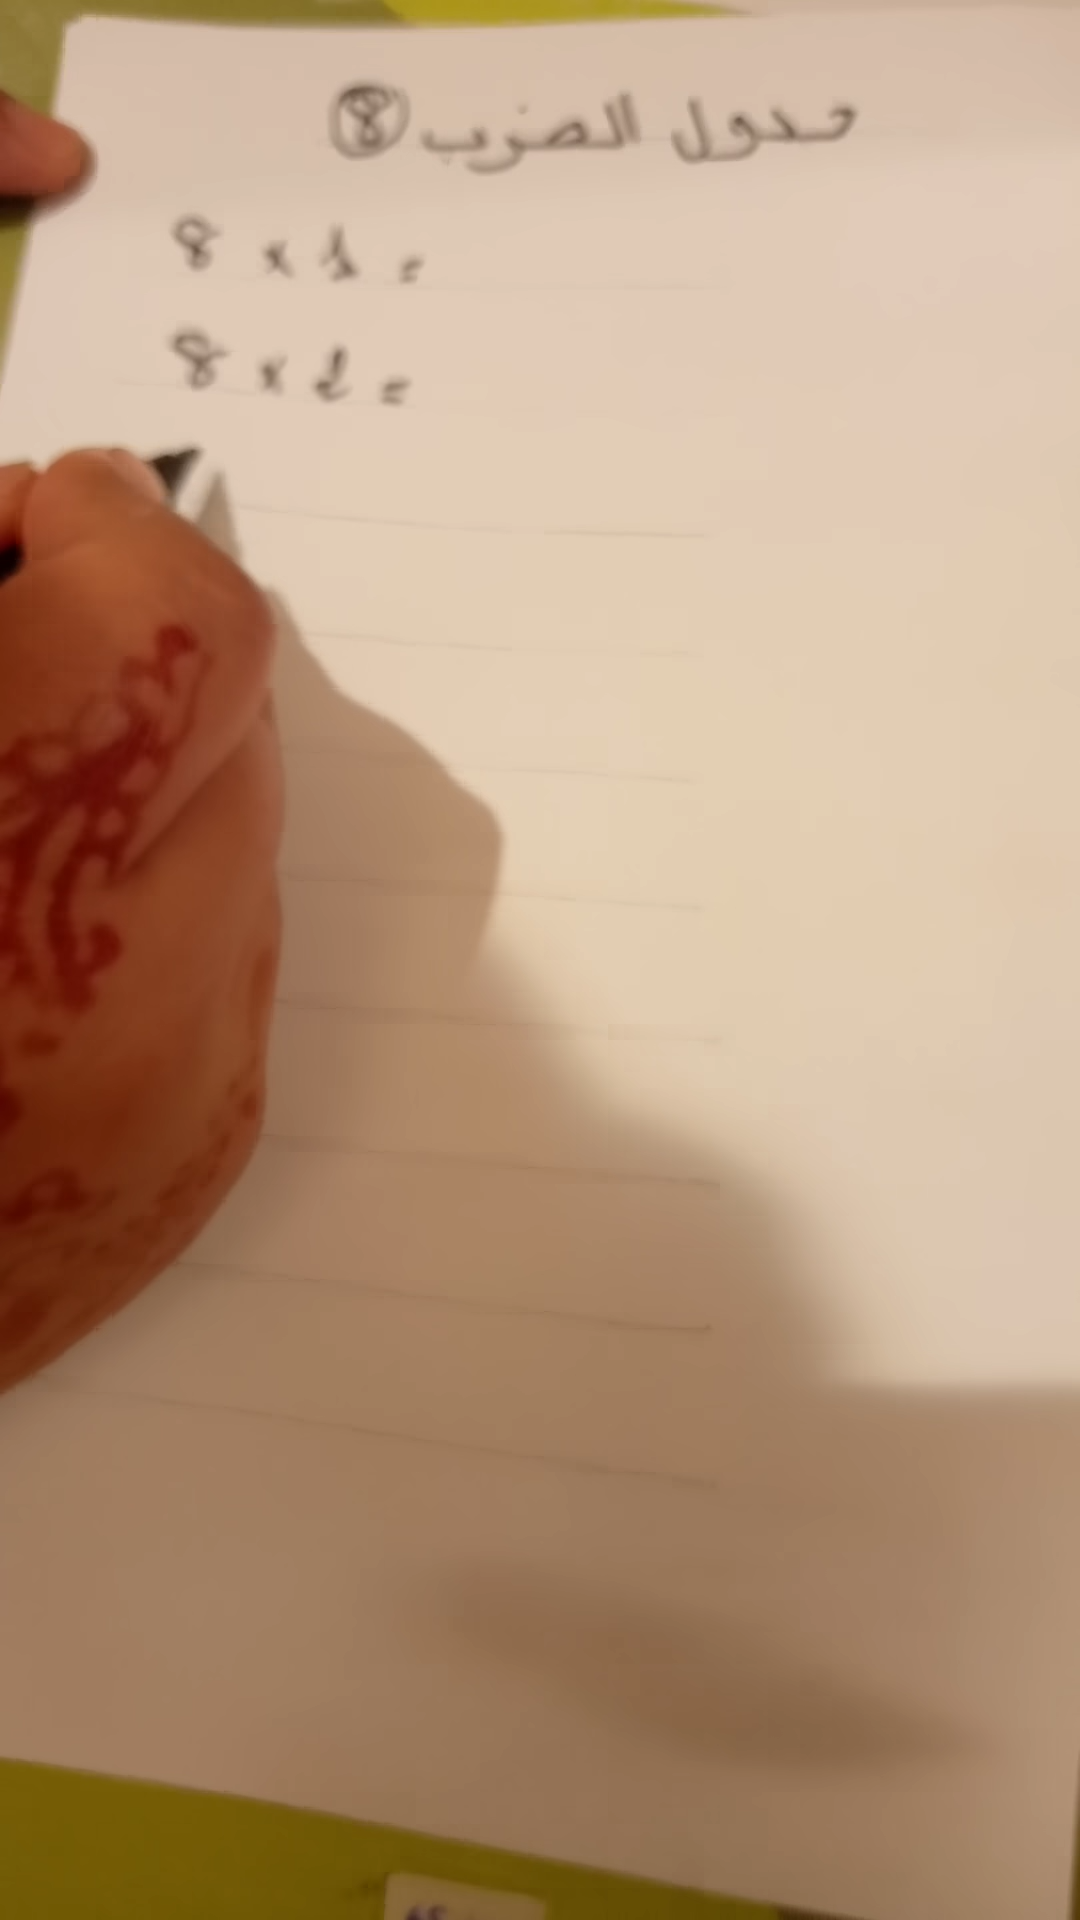 جدول الضرب 8
8 x 1 =
8 x 2 =